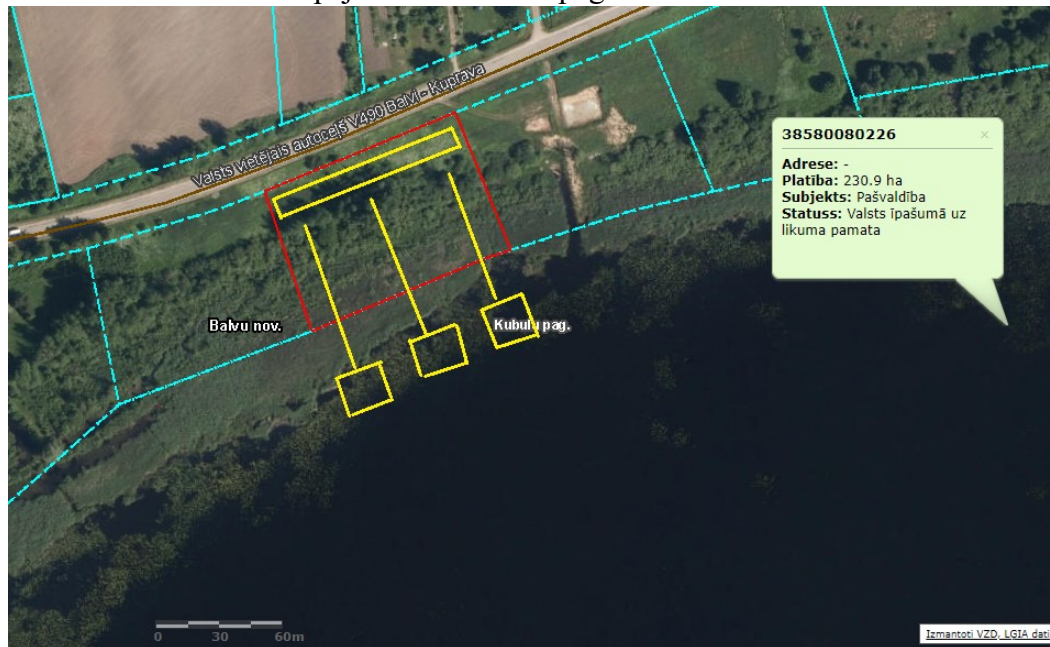 Valsts vietējais autoceļš V490 Balvi - Kuprava
38580080226 ×
Adrese: -
Platība: 230.9 ha
Subjekts: Pašvaldība
Statuss: Valsts īpašumā uz
likuma pamata
Balvu nov.
Kubulu pag.
0 30 60m
Izmantoti VZD, LĢIA dati